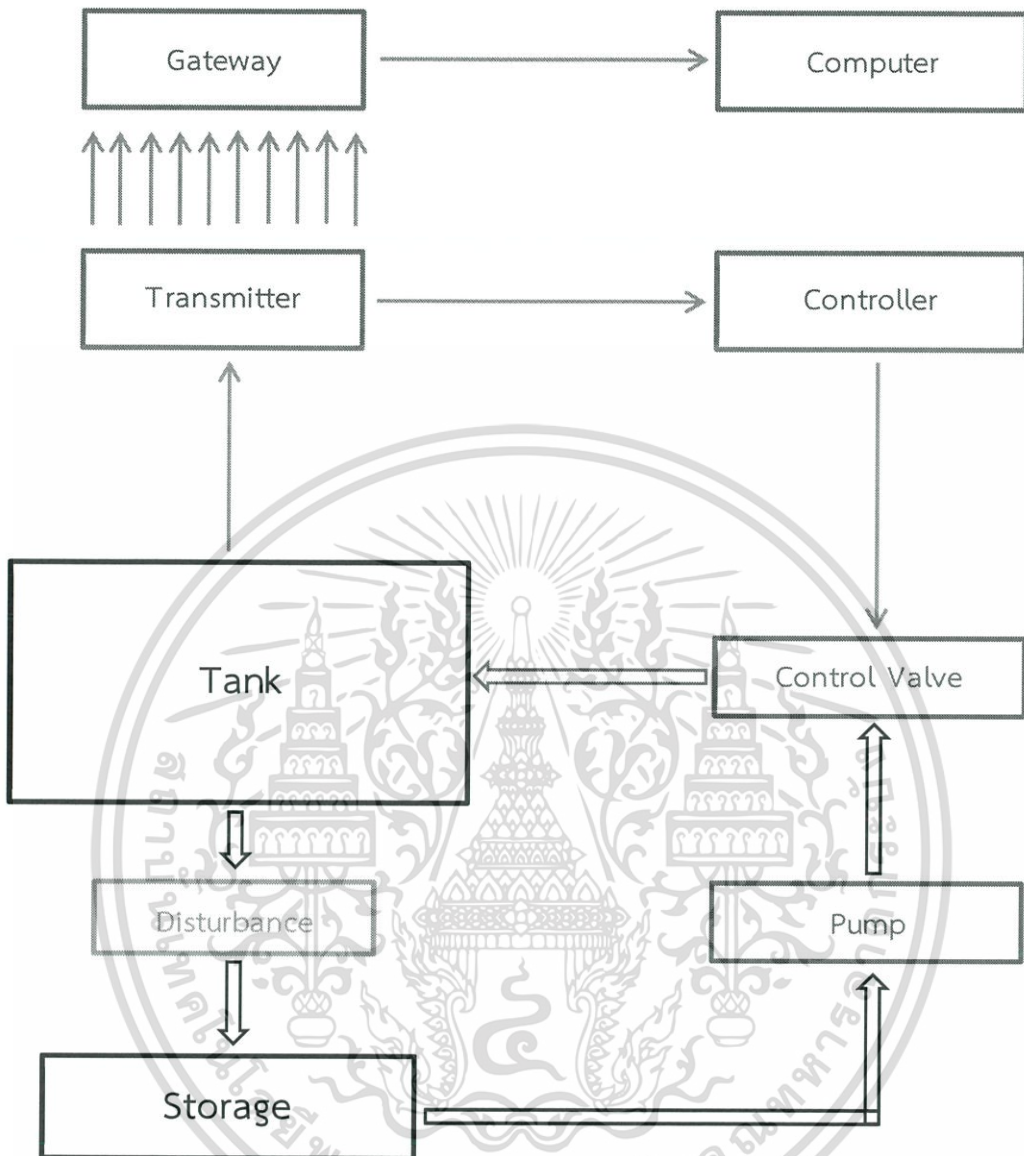 Gateway
Computer
Transmitter
Controller
Tank
Control Valve
Disturbance
Pump
Storage